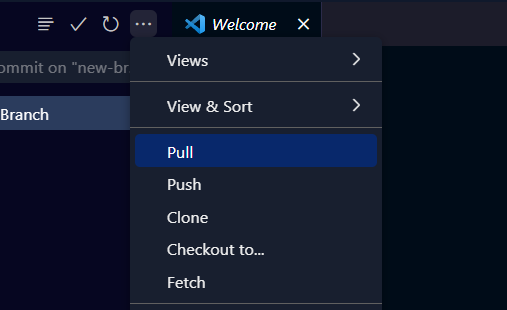 Welcome
Views
ommit on "new-br
View & Sort
Branch
Pull
Push
Clone
Checkout to...
Fetch